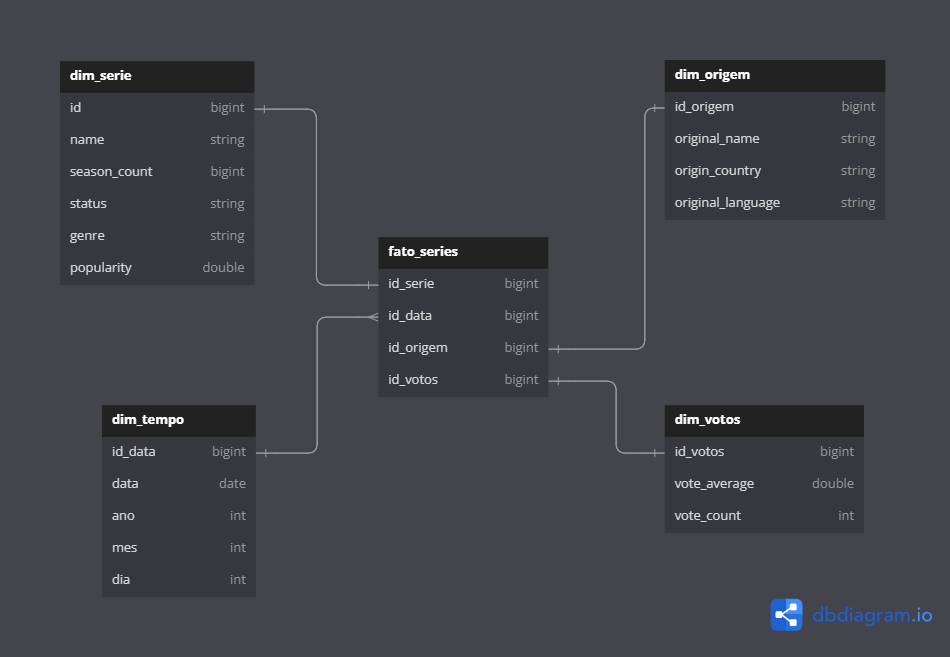 dim_serie
id bigint
name string
season_count bigint
status string
genre string
popularity double
dim_origem
id_origem bigint
original_name string
origin_country string
original_language string
fato_series
id_serie bigint
id_data bigint
id_origem bigint
id_votos bigint
dim_tempo
id_data bigint
data date
ano int
mes int
dia int
dim_votos
id_votos bigint
vote_average double
vote_count int
dbdiagram.io